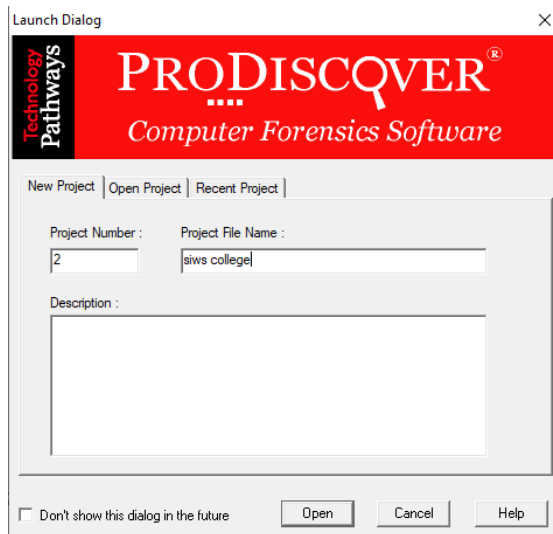 Launch Dialog
Technology
Pathways
PRODISCOVER®
Computer Forensics Software
New Project
Open Project
Recent Project
Project Number :
Project File Name :
2
siws college
Description :
Don't show this dialog in the future
Open
Cancel
Help